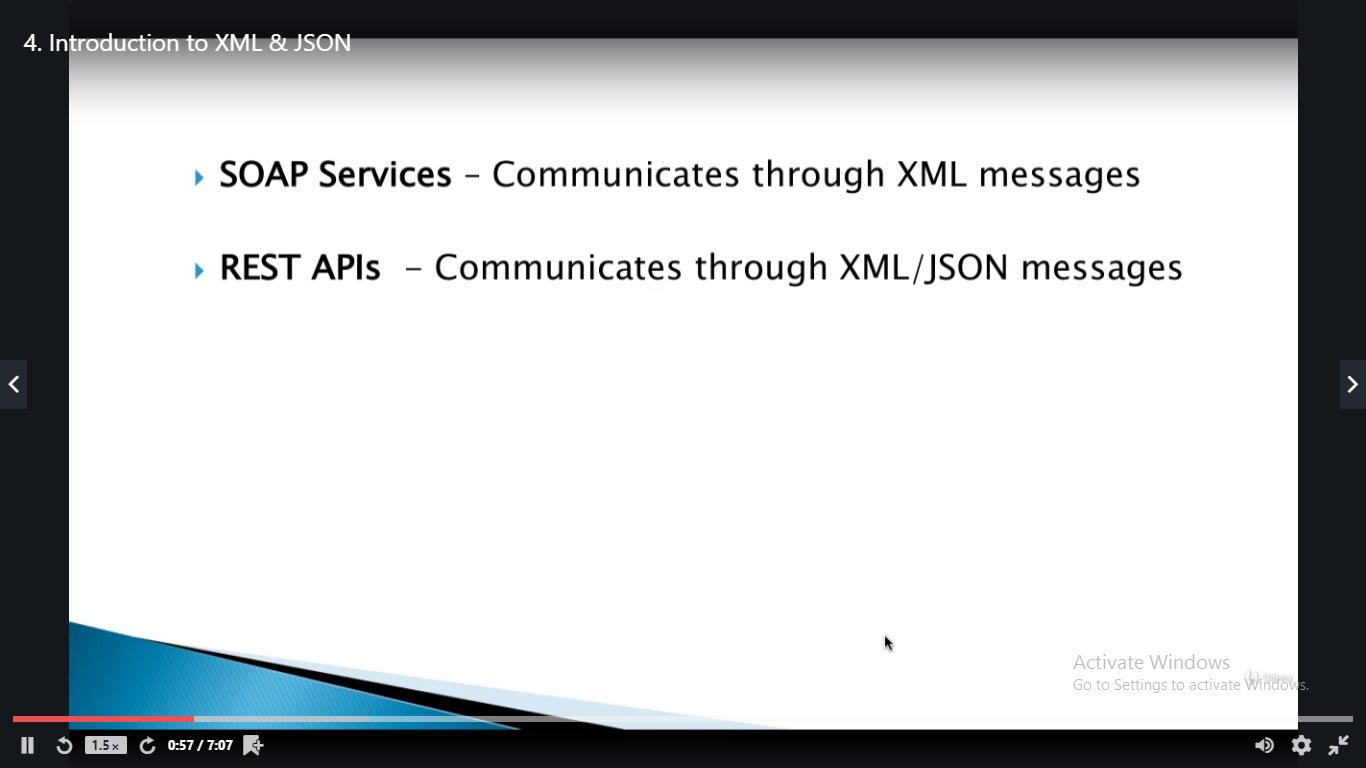 4. Introduction to XML & JSON
SOAP Services – Communicates through XML messages
REST APIs – Communicates through XML/JSON messages
Activate Windows
Go to Settings to activate Windows.
1.5× 0:57 / 7:07